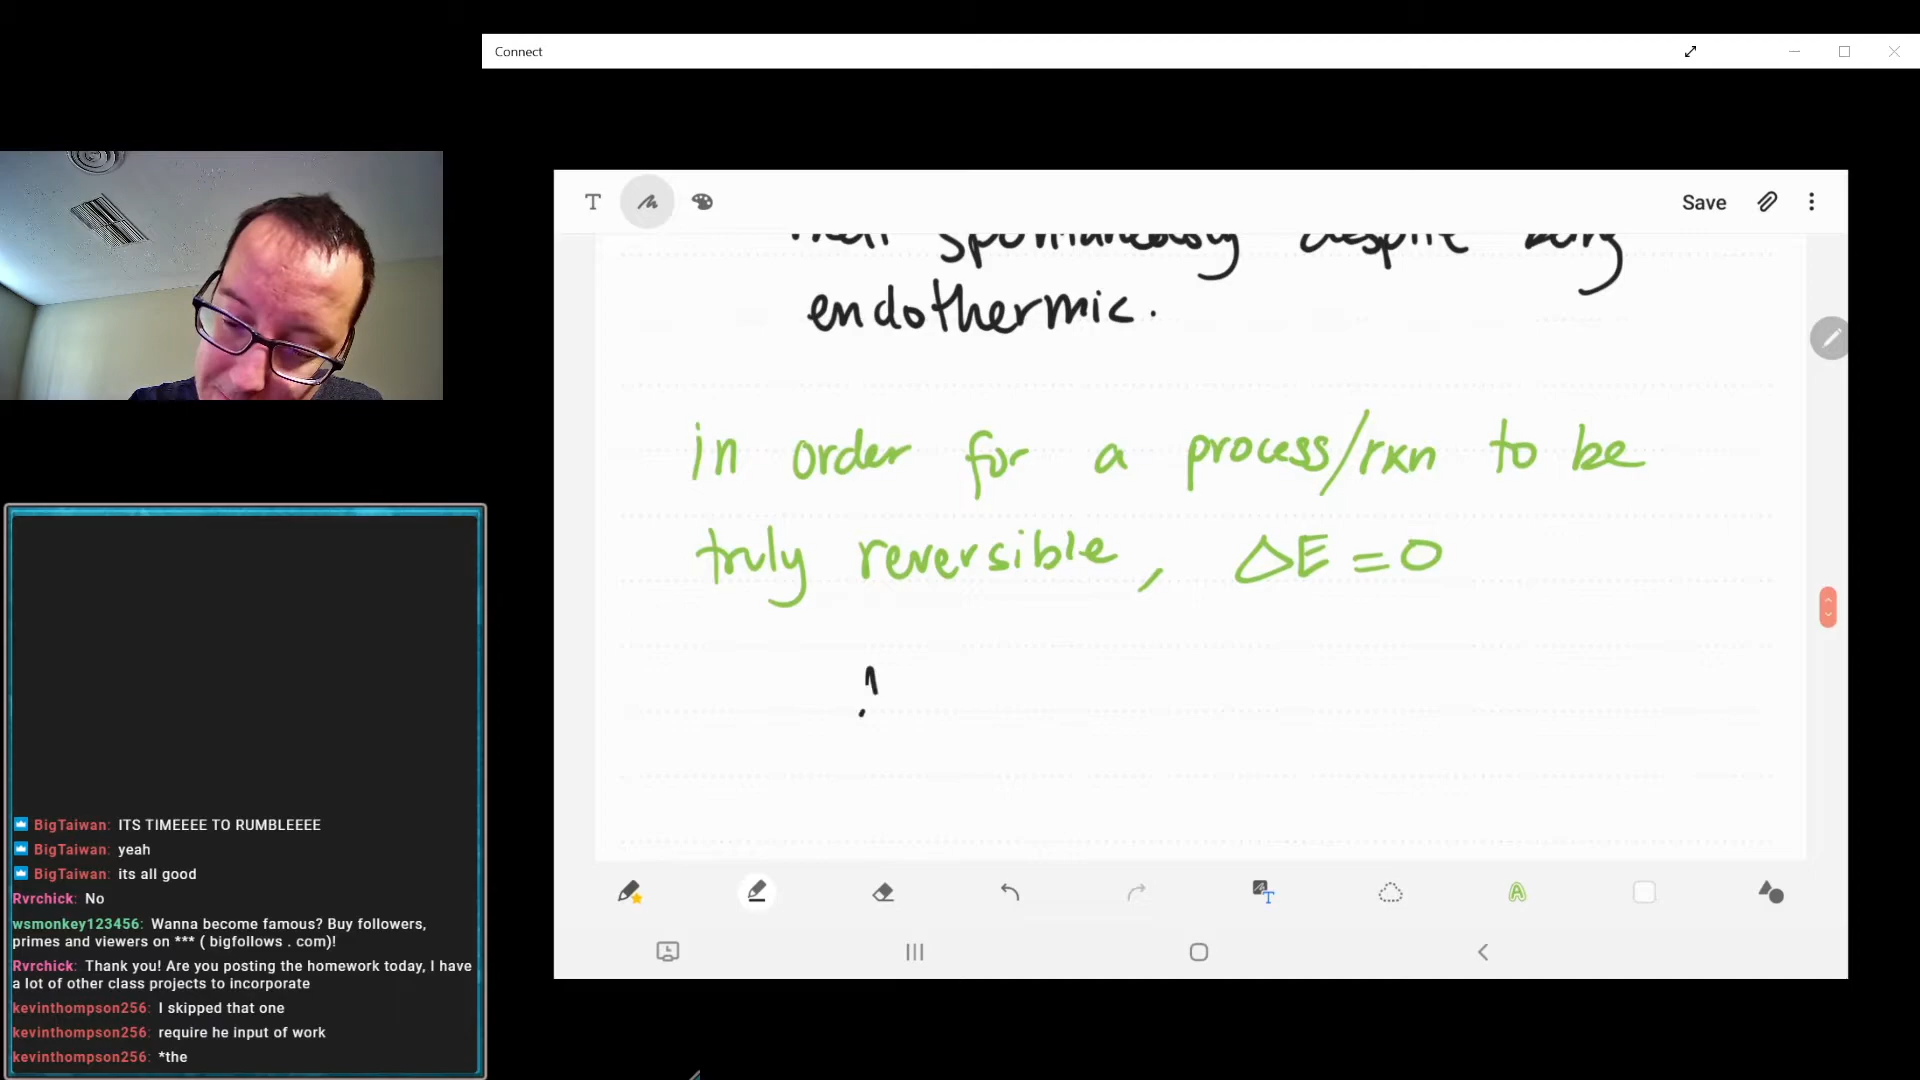 Connect
T
Save
spontaneously despite being
endothermic.
in order for a process/rxn to be
truly reversible, ΔE = 0
BigTaiwan: ITS TIMEEEE TO RUMBLEEEE
BigTaiwan: yeah
BigTaiwan: its all good
Rvrchick: No
wsmonkey123456: Wanna become famous? Buy followers,
primes and viewers on *** ( bigfollows . com)!
Rvrchick: Thank you! Are you posting the homework today, I have
a lot of other class projects to incorporate
kevinthompson256: I skipped that one
kevinthompson256: require he input of work
kevinthompson256: *the